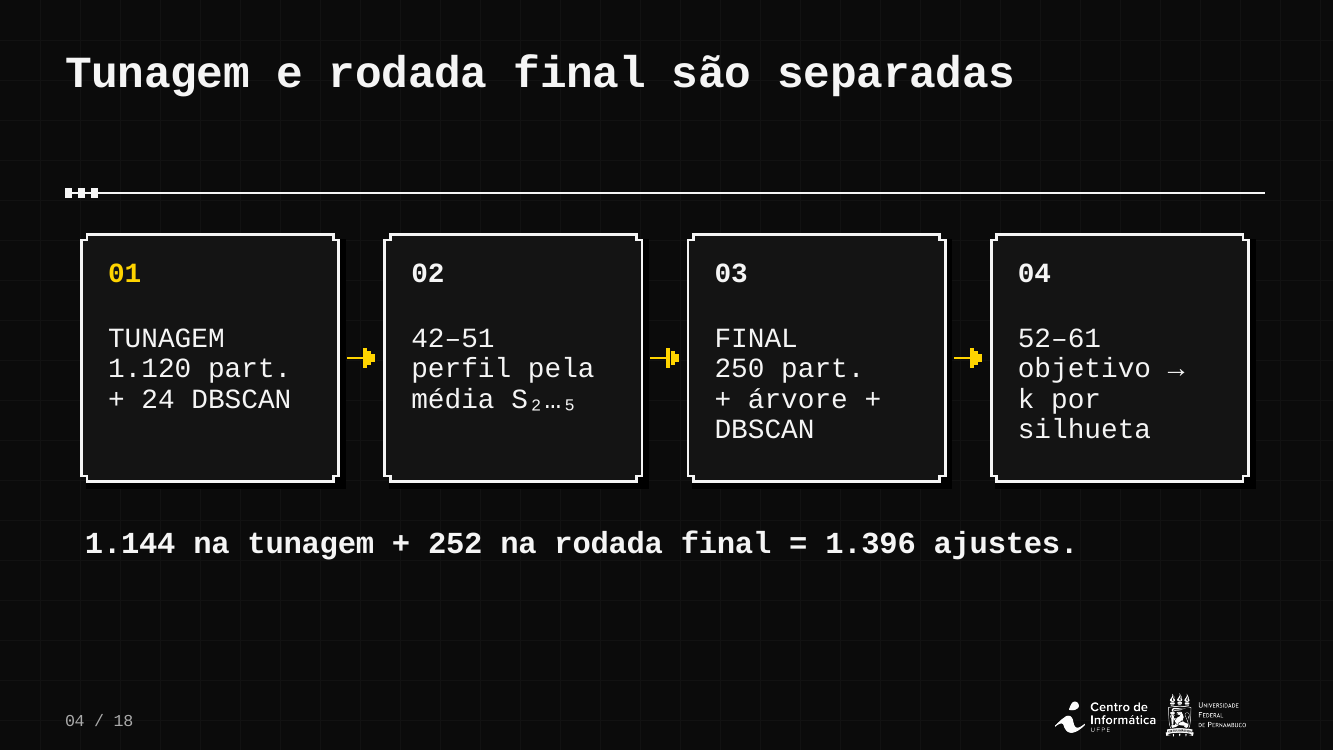 Tunagem e rodada final são separadas
01
TUNAGEM
1.120 part.
+ 24 DBSCAN
02
42–51
perfil pela
média S₂…₅
03
FINAL
250 part.
+ árvore +
DBSCAN
04
52–61
objetivo →
k por
silhueta
1.144 na tunagem + 252 na rodada final = 1.396 ajustes.
04 / 18
Centro de
Informática
UFPE
UNIVERSIDADE
FEDERAL
DE PERNAMBUCO